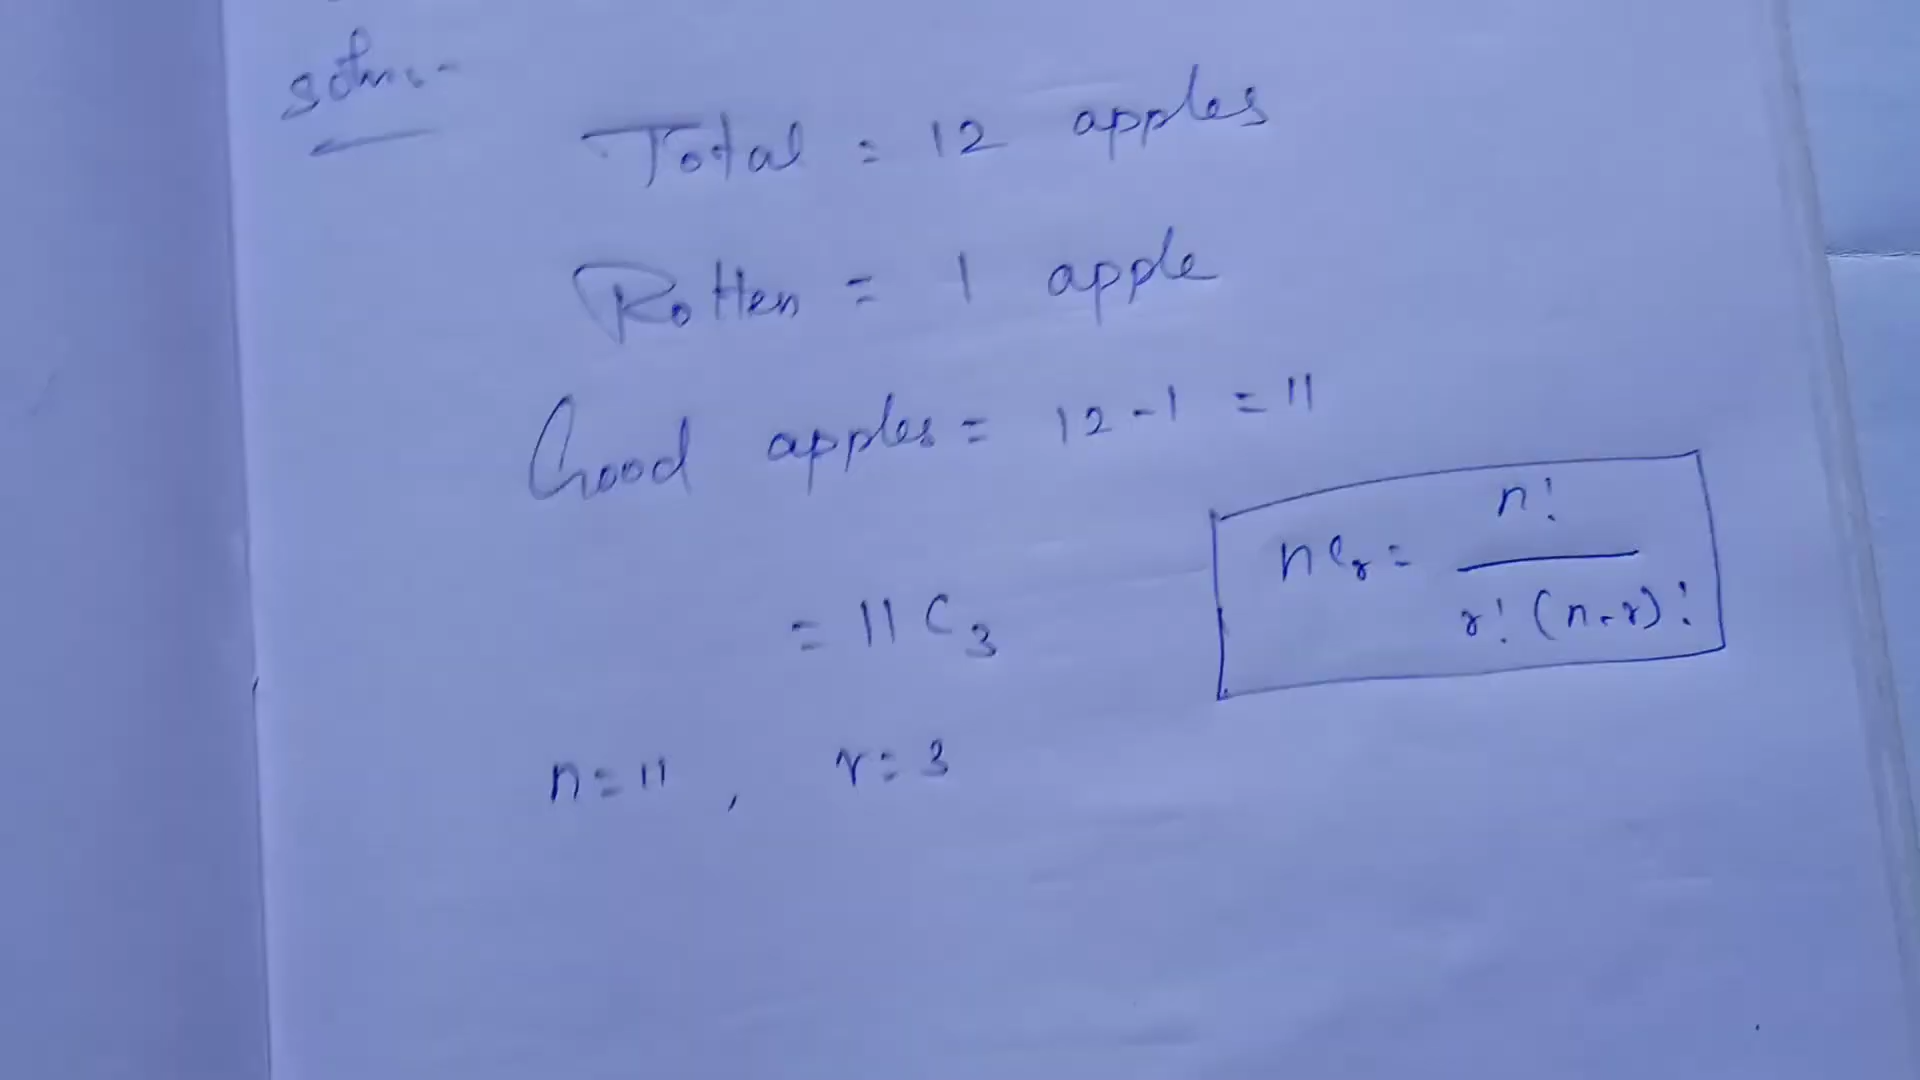 Soln:-
Total = 12 apples
Rotten = 1 apple
Good apples = 12-1 = 11
= 11C₃
nCr = n! / r!(n-r)!
n=11, r=3